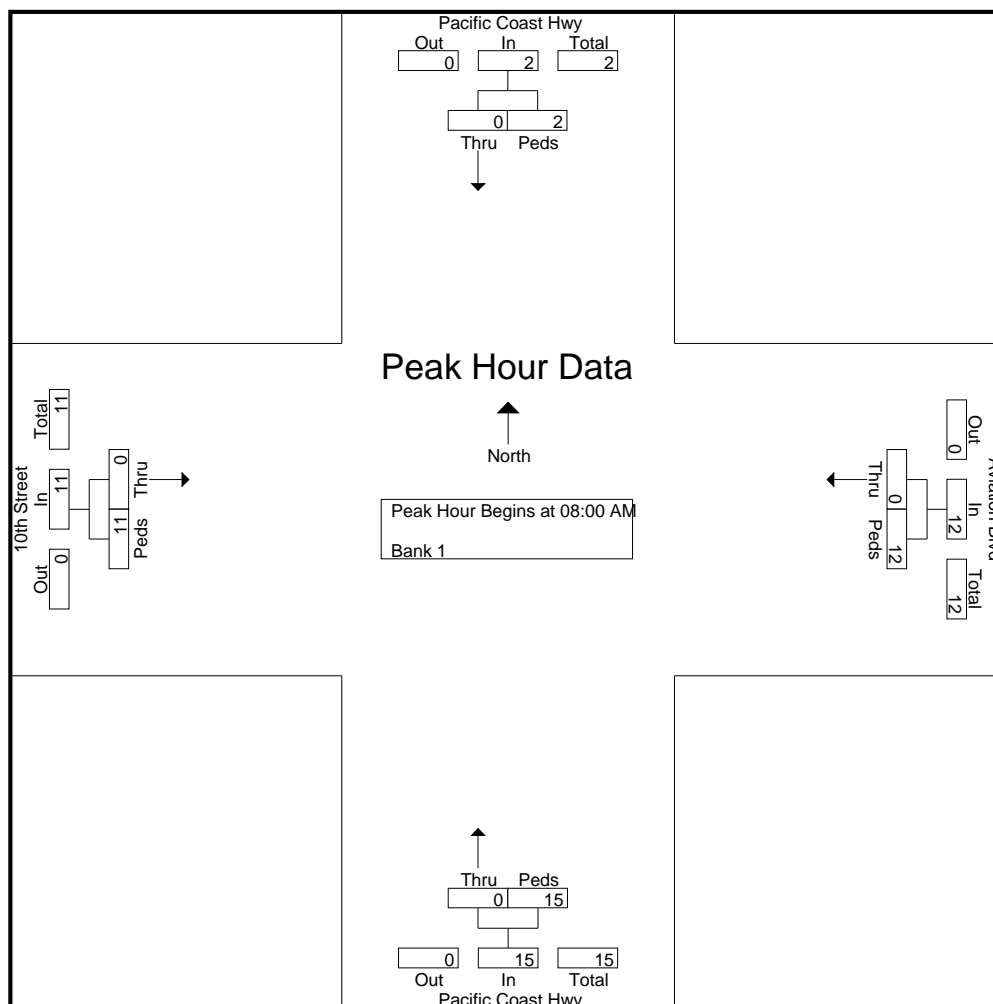 Pacific Coast Hwy
Out In Total
0 2 2
0 2
Thru Peds
Peak Hour Data
North
Peak Hour Begins at 08:00 AM
Bank 1
10th Street
Total In Out
11 11 0
0 11
Thru Peds
Aviation Blvd
Out In Total
0 12 12
0 12
Thru Peds
Thru Peds
0 15
0 15 15
Out In Total
Pacific Coast Hwy